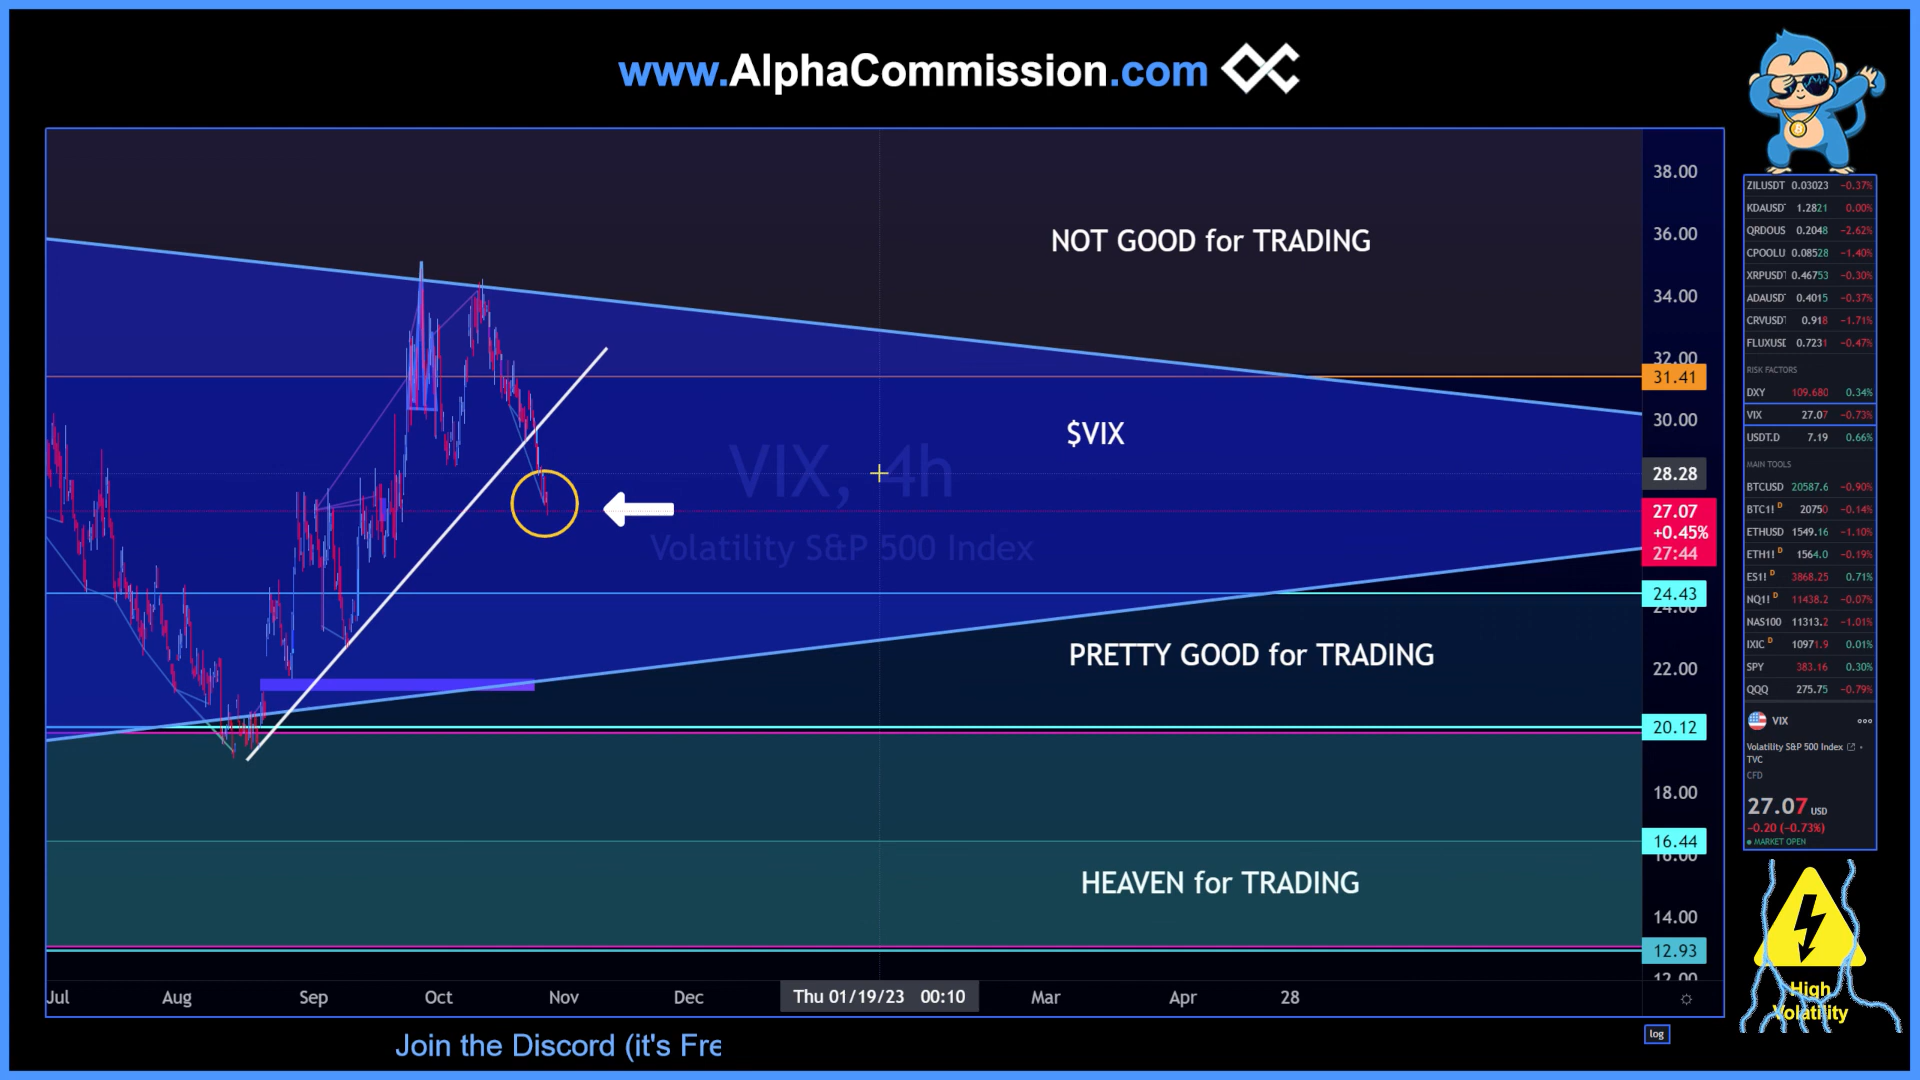 www.AlphaCommission.com
NOT GOOD for TRADING
$VIX
VIX, 4h
Volatility S&P 500 Index
PRETTY GOOD for TRADING
HEAVEN for TRADING
38.00
36.00
34.00
32.00
31.41
30.00
28.28
27.07
+0.45%
27:44
24.43
24.00
22.00
20.12
18.00
16.44
16.00
14.00
12.93
12.00
Jul Aug Sep Oct Nov Dec Thu 01/19/23 00:10 Mar Apr 28
Join the Discord (it's Fre
log
ZILUSDT 0.03023 −0.37%
KDAUSD 1.2821 0.00%
QRDOUS 0.2048 −2.62%
CPOOLU 0.08528 −1.40%
XRPUSDT 0.46753 −0.30%
ADAUSD 0.4015 −0.37%
CRVUSDT 0.918 −1.71%
FLUXUSD 0.7231 −0.47%
RISK FACTORS
DXY 109.680 0.34%
VIX 27.07 −0.73%
USDT.D 7.19 0.66%
MAIN TOOLS
BTCUSD 20587.6 −0.90%
BTC1! D 20750 −0.14%
ETHUSD 1549.16 −1.10%
ETH1! D 1564.0 −0.19%
ES1! D 3868.25 0.71%
NQ1! D 11438.2 −0.07%
NAS100 11313.2 −1.01%
IXIC D 10971.9 0.01%
SPY 383.16 0.30%
QQQ 275.75 −0.79%
VIX
Volatility S&P 500 Index
TVC
CFD
27.07 USD
−0.20 (−0.73%)
MARKET OPEN
High
Volatility